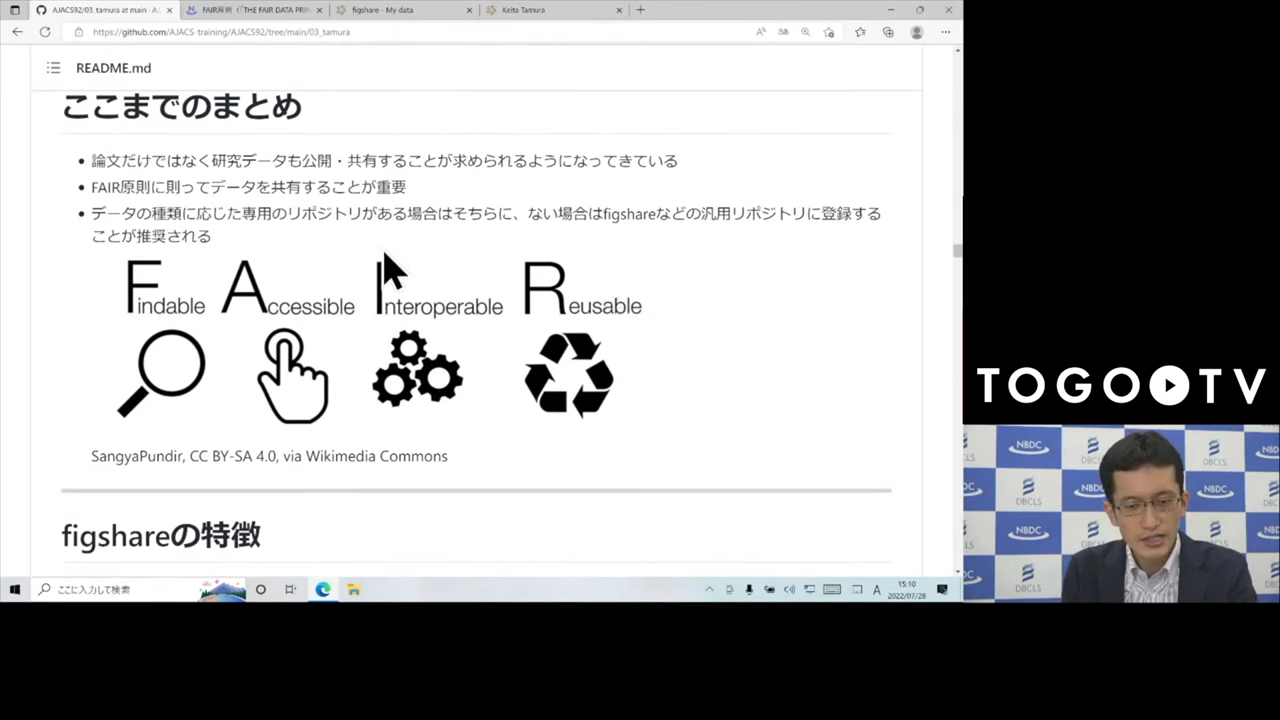 AJACS92/03_tamura at main · A
FAIR原則（「THE FAIR DATA PRIN
figshare - My data
Keita Tamura
https://github.com/AJACS-training/AJACS92/tree/main/03_tamura
README.md
ここまでのまとめ
論文だけではなく研究データも公開・共有することが求められるようになってきている
FAIR原則に則ってデータを共有することが重要
データの種類に応じた専用のリポジトリがある場合はそちらに、ない場合はfigshareなどの汎用リポジトリに登録する
ことが推奨される
Findable Accessible Interoperable Reusable
SangyaPundir, CC BY-SA 4.0, via Wikimedia Commons
figshareの特徴
ここに入力して検索
A
15:10
2022/07/28
TOGO TV
NBDC
DBCLS
NBDC
NBDC
DBCLS
NBDC
DBCLS